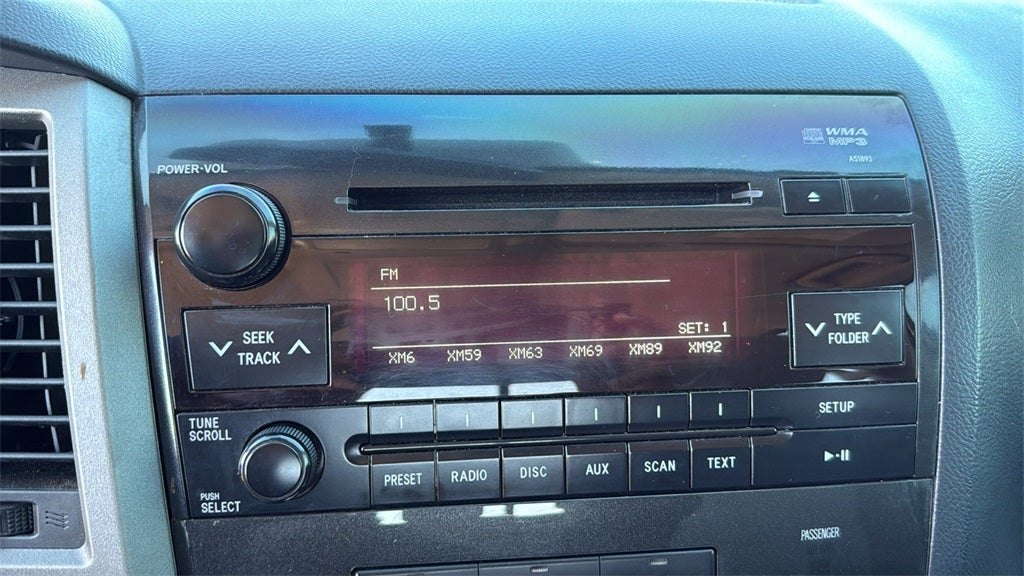 WMA
MP3
A51893
POWER·VOL
FM
100.5
SET: 1
XM6 XM59 XM63 XM69 XM89 XM92
SEEK
TRACK
TYPE
FOLDER
TUNE
SCROLL
PUSH
SELECT
SETUP
PRESET RADIO DISC AUX SCAN TEXT
PASSENGER